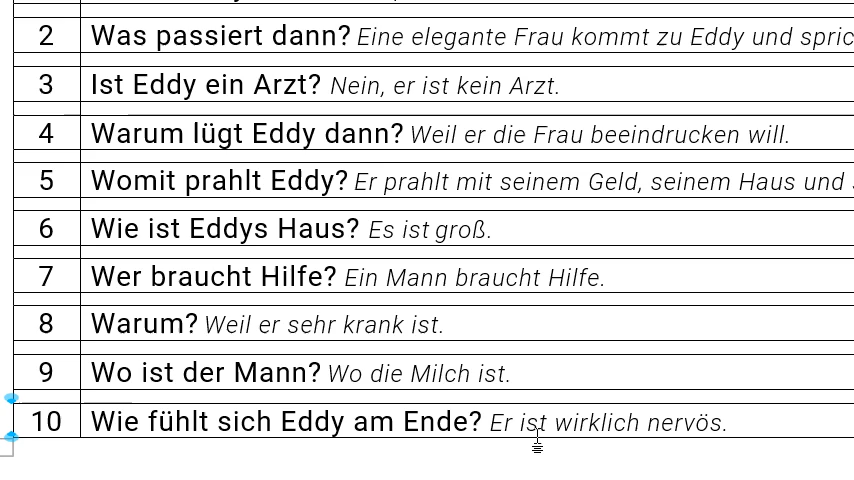 2 Was passiert dann? Eine elegante Frau kommt zu Eddy und
3 Ist Eddy ein Arzt? Nein, er ist kein Arzt.
4 Warum lügt Eddy dann? Weil er die Frau beeindrucken will.
5 Womit prahlt Eddy? Er prahlt mit seinem Geld, seinem Haus und
6 Wie ist Eddys Haus? Es ist groß.
7 Wer braucht Hilfe? Ein Mann braucht Hilfe.
8 Warum? Weil er sehr krank ist.
9 Wo ist der Mann? Wo die Milch ist.
10 Wie fühlt sich Eddy am Ende? Er ist wirklich nervös.